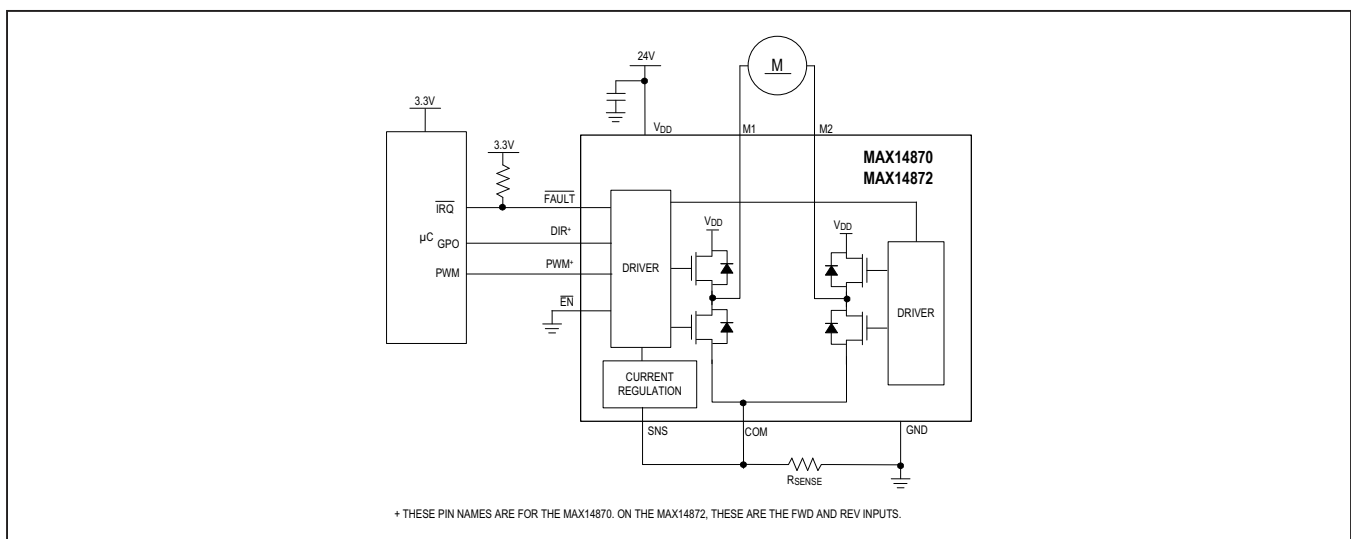 24V
M
3.3V
VDD
M1
M2
3.3V
MAX14870
MAX14872
FAULT
IRQ
DIR+
µC
GPO
PWM+
PWM
EN
DRIVER
VDD
VDD
DRIVER
CURRENT
REGULATION
SNS
COM
GND
RSENSE
+ THESE PIN NAMES ARE FOR THE MAX14870. ON THE MAX14872, THESE ARE THE FWD AND REV INPUTS.